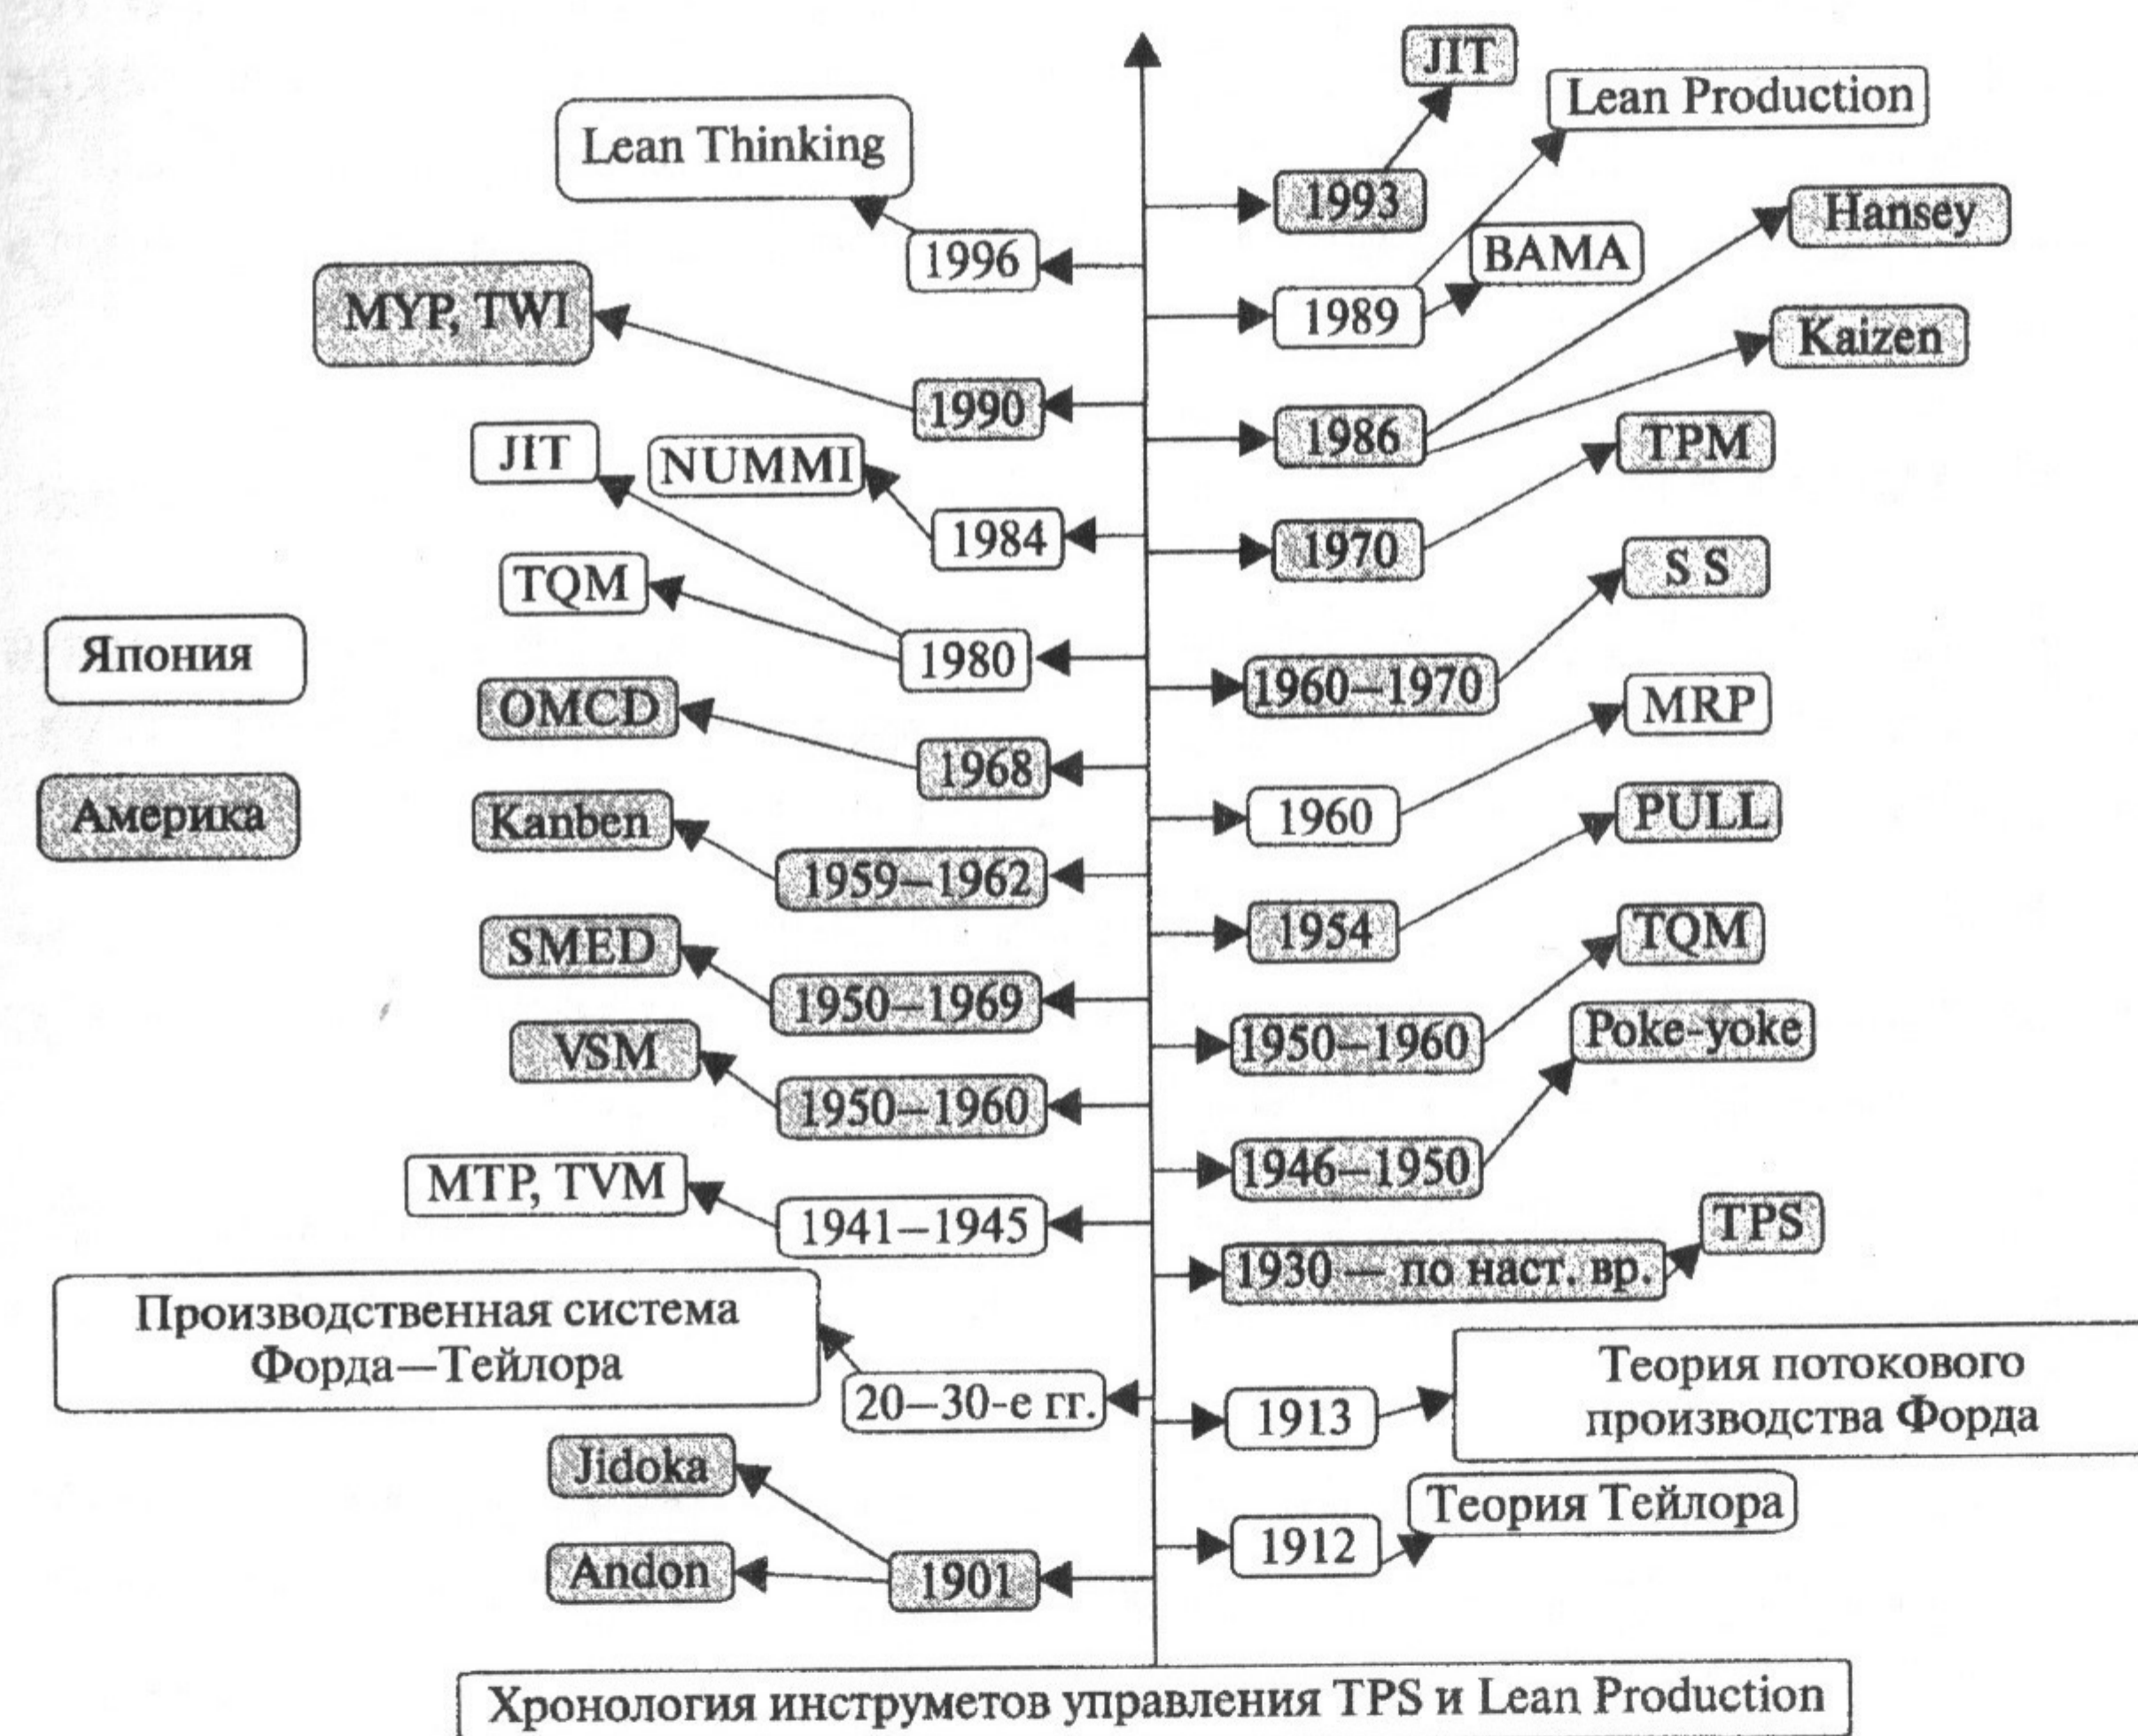 JIT
Lean Production
Lean Thinking
1993
Hansey
1996
BAMA
MYP, TWI
1989
Kaizen
1990
1986
TPM
JIT
NUMMI
1984
1970
S S
TQM
Япония
1980
1960–1970
MRP
OMCD
1968
Америка
Kanben
1960
PULL
1959–1962
SMED
1954
TQM
1950–1969
Poke-yoke
VSM
1950–1960
1950–1960
MTP, TVM
1946–1950
1941–1945
TPS
1930 — по наст. вр.
Производственная система
Форда—Тейлора
20–30-е гг.
1913
Теория потокового
производства Форда
Jidoka
Теория Тейлора
1912
Andon
1901
Хронология инструметов управления TPS и Lean Production